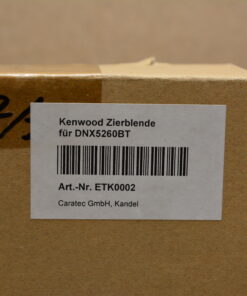 Kenwood Zierblende
für DNX5260BT
Art.-Nr. ETK0002
Caratec GmbH, Kandel